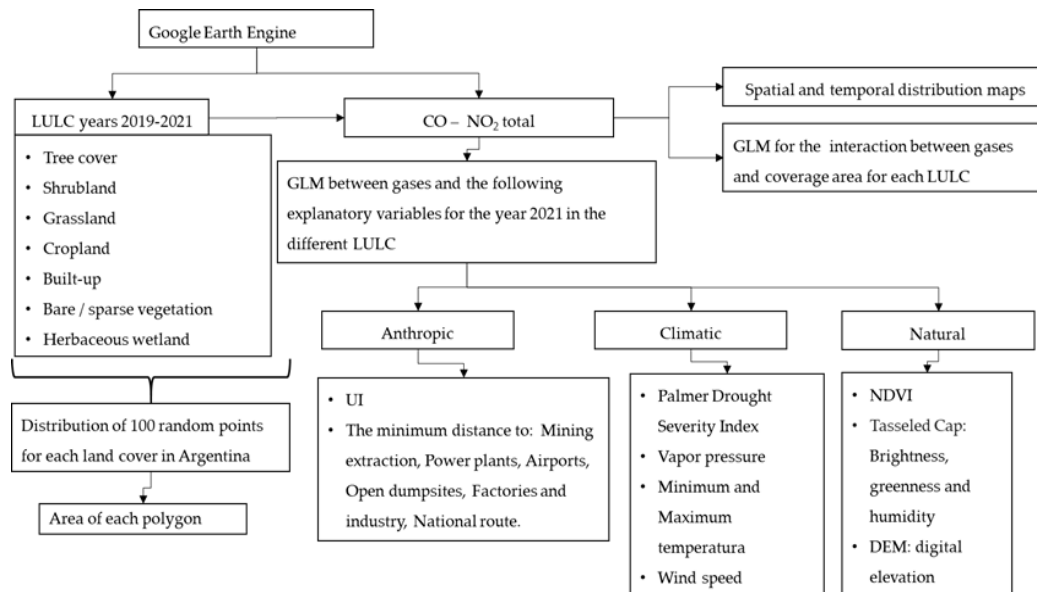 Google Earth Engine
LULC years 2019-2021
• Tree cover
• Shrubland
• Grassland
• Cropland
• Built-up
• Bare / sparse vegetation
• Herbaceous wetland
Distribution of 100 random points
for each land cover in Argentina
Area of each polygon
CO – NO₂ total
Spatial and temporal distribution maps
GLM for the interaction between gases
and coverage area for each LULC
GLM between gases and the following
explanatory variables for the year 2021 in the
different LULC
Anthropic
• UI
• The minimum distance to: Mining
extraction, Power plants, Airports,
Open dumpsites, Factories and
industry, National route.
Climatic
• Palmer Drought
Severity Index
• Vapor pressure
• Minimum and
Maximum
temperatura
• Wind speed
Natural
• NDVI
• Tasseled Cap:
Brightness,
greenness and
humidity
• DEM: digital
elevation